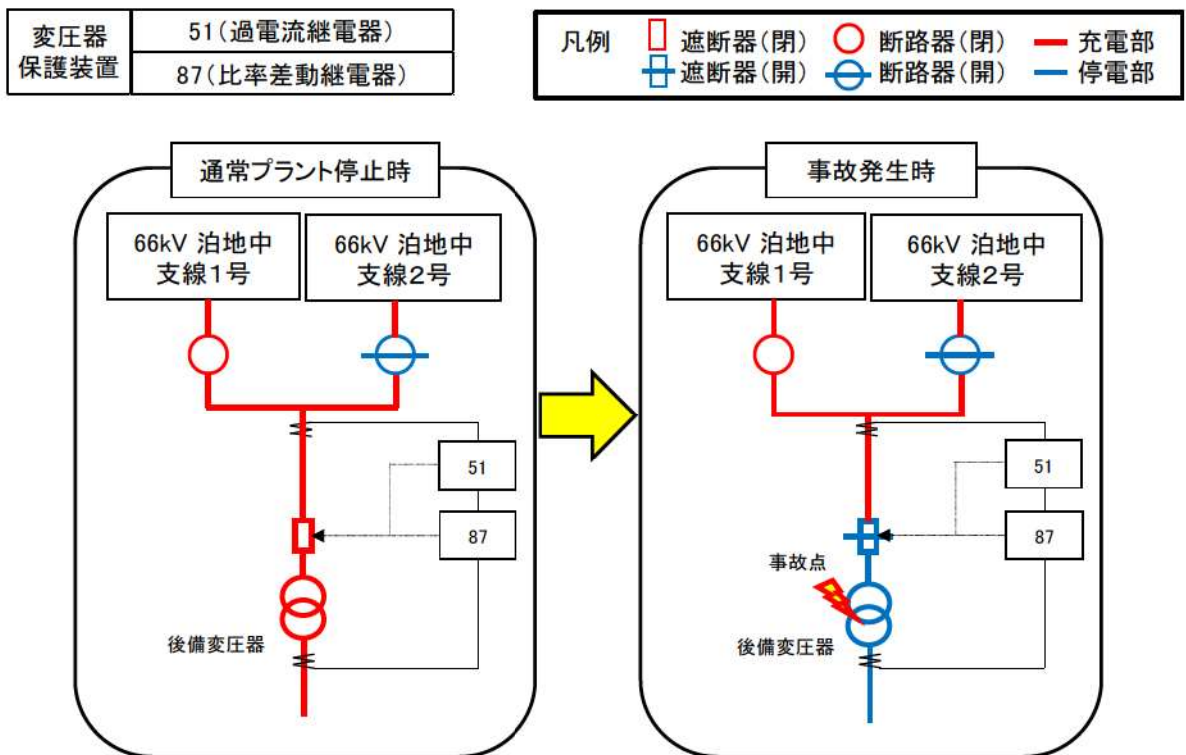 変圧器
保護装置
51(過電流継電器)
87(比率差動継電器)
凡例
遮断器(閉)
断路器(閉)
充電部
遮断器(開)
断路器(開)
停電部
通常プラント停止時
66kV 泊地中
支線1号
66kV 泊地中
支線2号
51
87
後備変圧器
事故発生時
66kV 泊地中
支線1号
66kV 泊地中
支線2号
51
87
事故点
後備変圧器